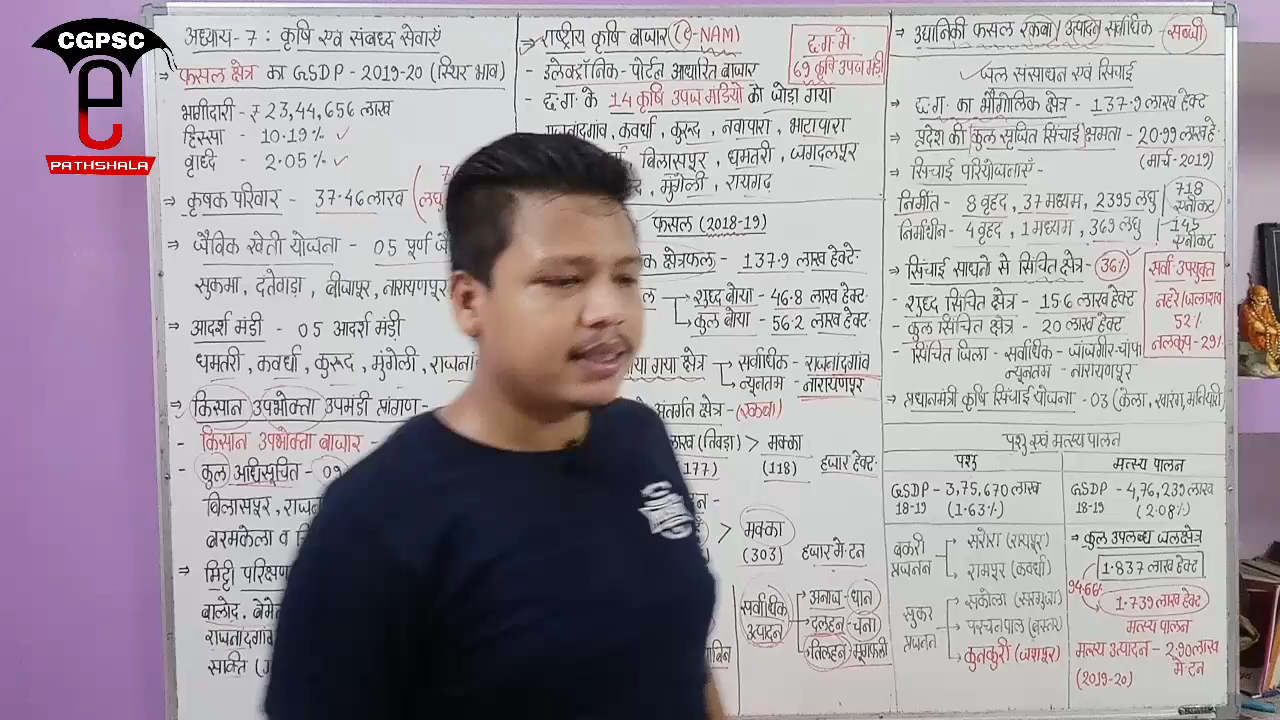 CGPSC
PATHSHALA
अध्याय-7 : कृषि एवं संबध्द सेवाएँ
→ फसल क्षेत्र का GSDP - 2019-20 (स्थिर भाव)
भागीदारी - ₹ 23,44,656 लाख
हिस्सा - 10.19%
वृध्दि - 2.05%
→ कृषक परिवार - 37.46 लाख
→ जैविक खेती योजना - 05 पूर्ण
सुकमा, दंतेवाड़ा, बीजापुर, नारायणपुर
→ आदर्श मंडी - 05 आदर्श मंडी
धमतरी, कवर्धा, कुरूद, मुंगेली,
→ किसान उपभोक्ता उपमंडी प्रांगण -
- किसान उपभोक्ता बाजार -
- कुल अधिसूचित - 09
बिलासपुर,
बरमकेला व
→ मिट्टी परिक्षण
बालोद,
→ राष्ट्रीय कृषि बाजार (e-NAM)
- इलेक्ट्रॉनिक-पोर्टल आधारित बाजार
- छ.ग. के 14 कृषि उपज मंडियों को जोड़ा गया
राजनांदगांव, कवर्धा, कुरूद, नवापारा, भाटापारा
बिलासपुर, धमतरी, जगदलपुर
मुंगेली, रायगढ़
छ.ग. में
69 कृषि उपज मंडी
फसल (2018-19)
क्षेत्रफल - 137.9 लाख हेक्टे.
शुध्द बोया - 46.8 लाख हेक्ट.
कुल बोया - 56.2 लाख हेक्ट.
गया क्षेत्र → सर्वाधिक - राजनांदगांव
न्यूनतम - नारायणपुर
अंतर्गत क्षेत्र - (रकबा)
लाख (तिवड़ा) > मक्का
(177) (118) हजार हेक्ट.
> मक्का
(303) हजार मे.टन
सर्वाधिक उत्पादन
अनाज - धान
दलहन - चना
तिलहन - मूंगफली
→ उद्यानिकी फसल रकबा / उत्पादन सर्वाधिक - सब्जी
जल संसाधन एवं सिंचाई
→ छ.ग. का भौगोलिक क्षेत्र - 137.9 लाख हेक्ट
→ प्रदेश की कुल सृजित सिंचाई क्षमता - 20.99 लाख हे
(मार्च-2019)
→ सिंचाई परियोजनाएँ -
निर्मित - 8 वृहद, 37 मध्यम, 2395 लघु | 718 एनीकट
निर्माधीन - 4 वृहद, 1 मध्यम, 369 लघु | 145 एनीकट
→ सिंचाई साधनो से सिंचित क्षेत्र - 36%
- शुध्द सिंचित क्षेत्र - 15.6 लाख हेक्ट
- कुल सिंचित क्षेत्र - 20 लाख हेक्ट
- सिंचित जिला - सर्वाधिक - जांजगीर-चांपा
न्यूनतम - नारायणपुर
सर्वा उपयुक्त
नहरे/जलाशय
52%
नलकूप - 29%
→ प्रधानमंत्री कृषि सिंचाई योजना - 03 (केलो, खारंग, मनियारी)
पशु एवं मत्स्य पालन
पशु
GSDP - 3,75,670 लाख
18-19 (1.63%)
बकरी प्रजनन
सरोरा (रायपुर)
रामपुर (कवर्धा)
सुकर प्रजनन
सकोला (सरगुजा)
परचनपाल (बस्तर)
कुनकुरी (जशपुर)
मत्स्य पालन
GSDP - 4,76,239 लाख
18-19 (2.08%)
→ कुल उपलब्ध जलक्षेत्र
1.837 लाख हेक्ट
94.66%
1.739 लाख हेक्ट
मत्स्य पालन
मत्स्य उत्पादन - 2.90 लाख
(2019-20) मे.टन